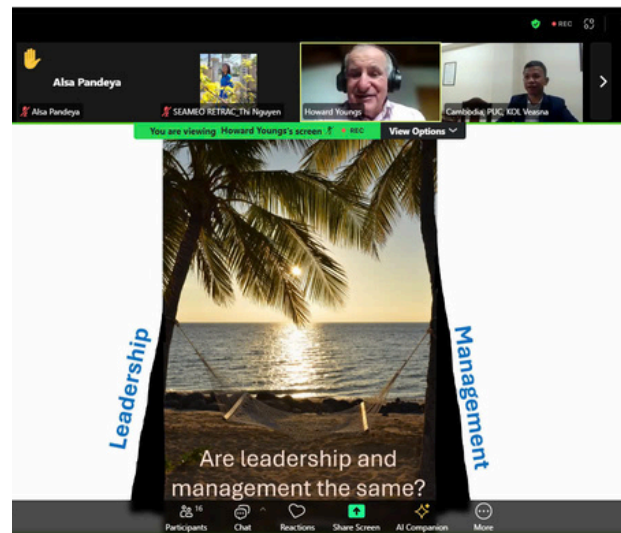 REC
Alsa Pandeya
Alsa Pandeya
SEAMEO RETRAC_Thi Nguyen
Howard Youngs
Cambodia, PUC, KOL Veasna
You are viewing Howard Youngs's screen
REC
View Options
Leadership
Management
Are leadership and
management the same?
16
Participants
Chat
Reactions
Share Screen
AI Companion
More